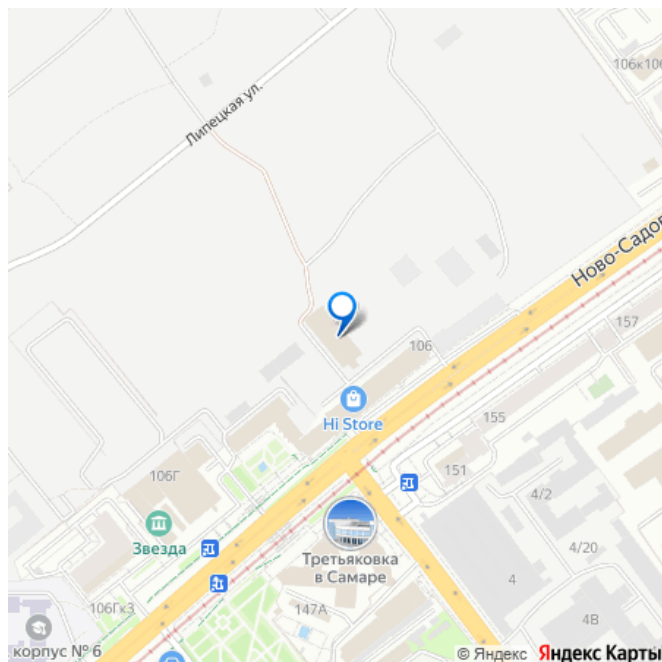 106к106
Липецкая ул.
Ново-Садов
157
106
Hi Store
155
151
106Г
4/2
Звезда
Третьяковка
в Самаре
4/20
4
147А
106Гк3
4В
корпус № 6
© Яндекс Яндекс Карты